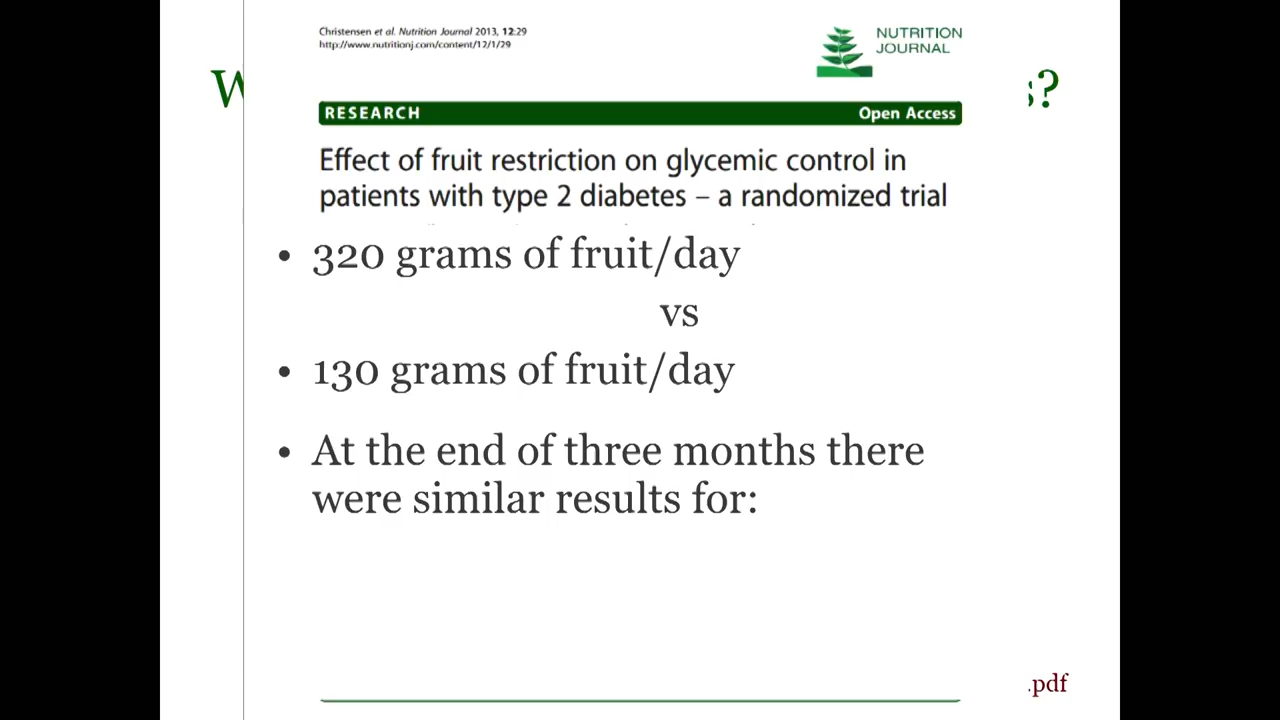 Christensen et al. Nutrition Journal 2013, 12:29
http://www.nutritionj.com/content/12/1/29
NUTRITION
JOURNAL
W
s?
RESEARCH
Open Access
Effect of fruit restriction on glycemic control in
patients with type 2 diabetes – a randomized trial
• 320 grams of fruit/day
vs
• 130 grams of fruit/day
• At the end of three months there
were similar results for:
.pdf